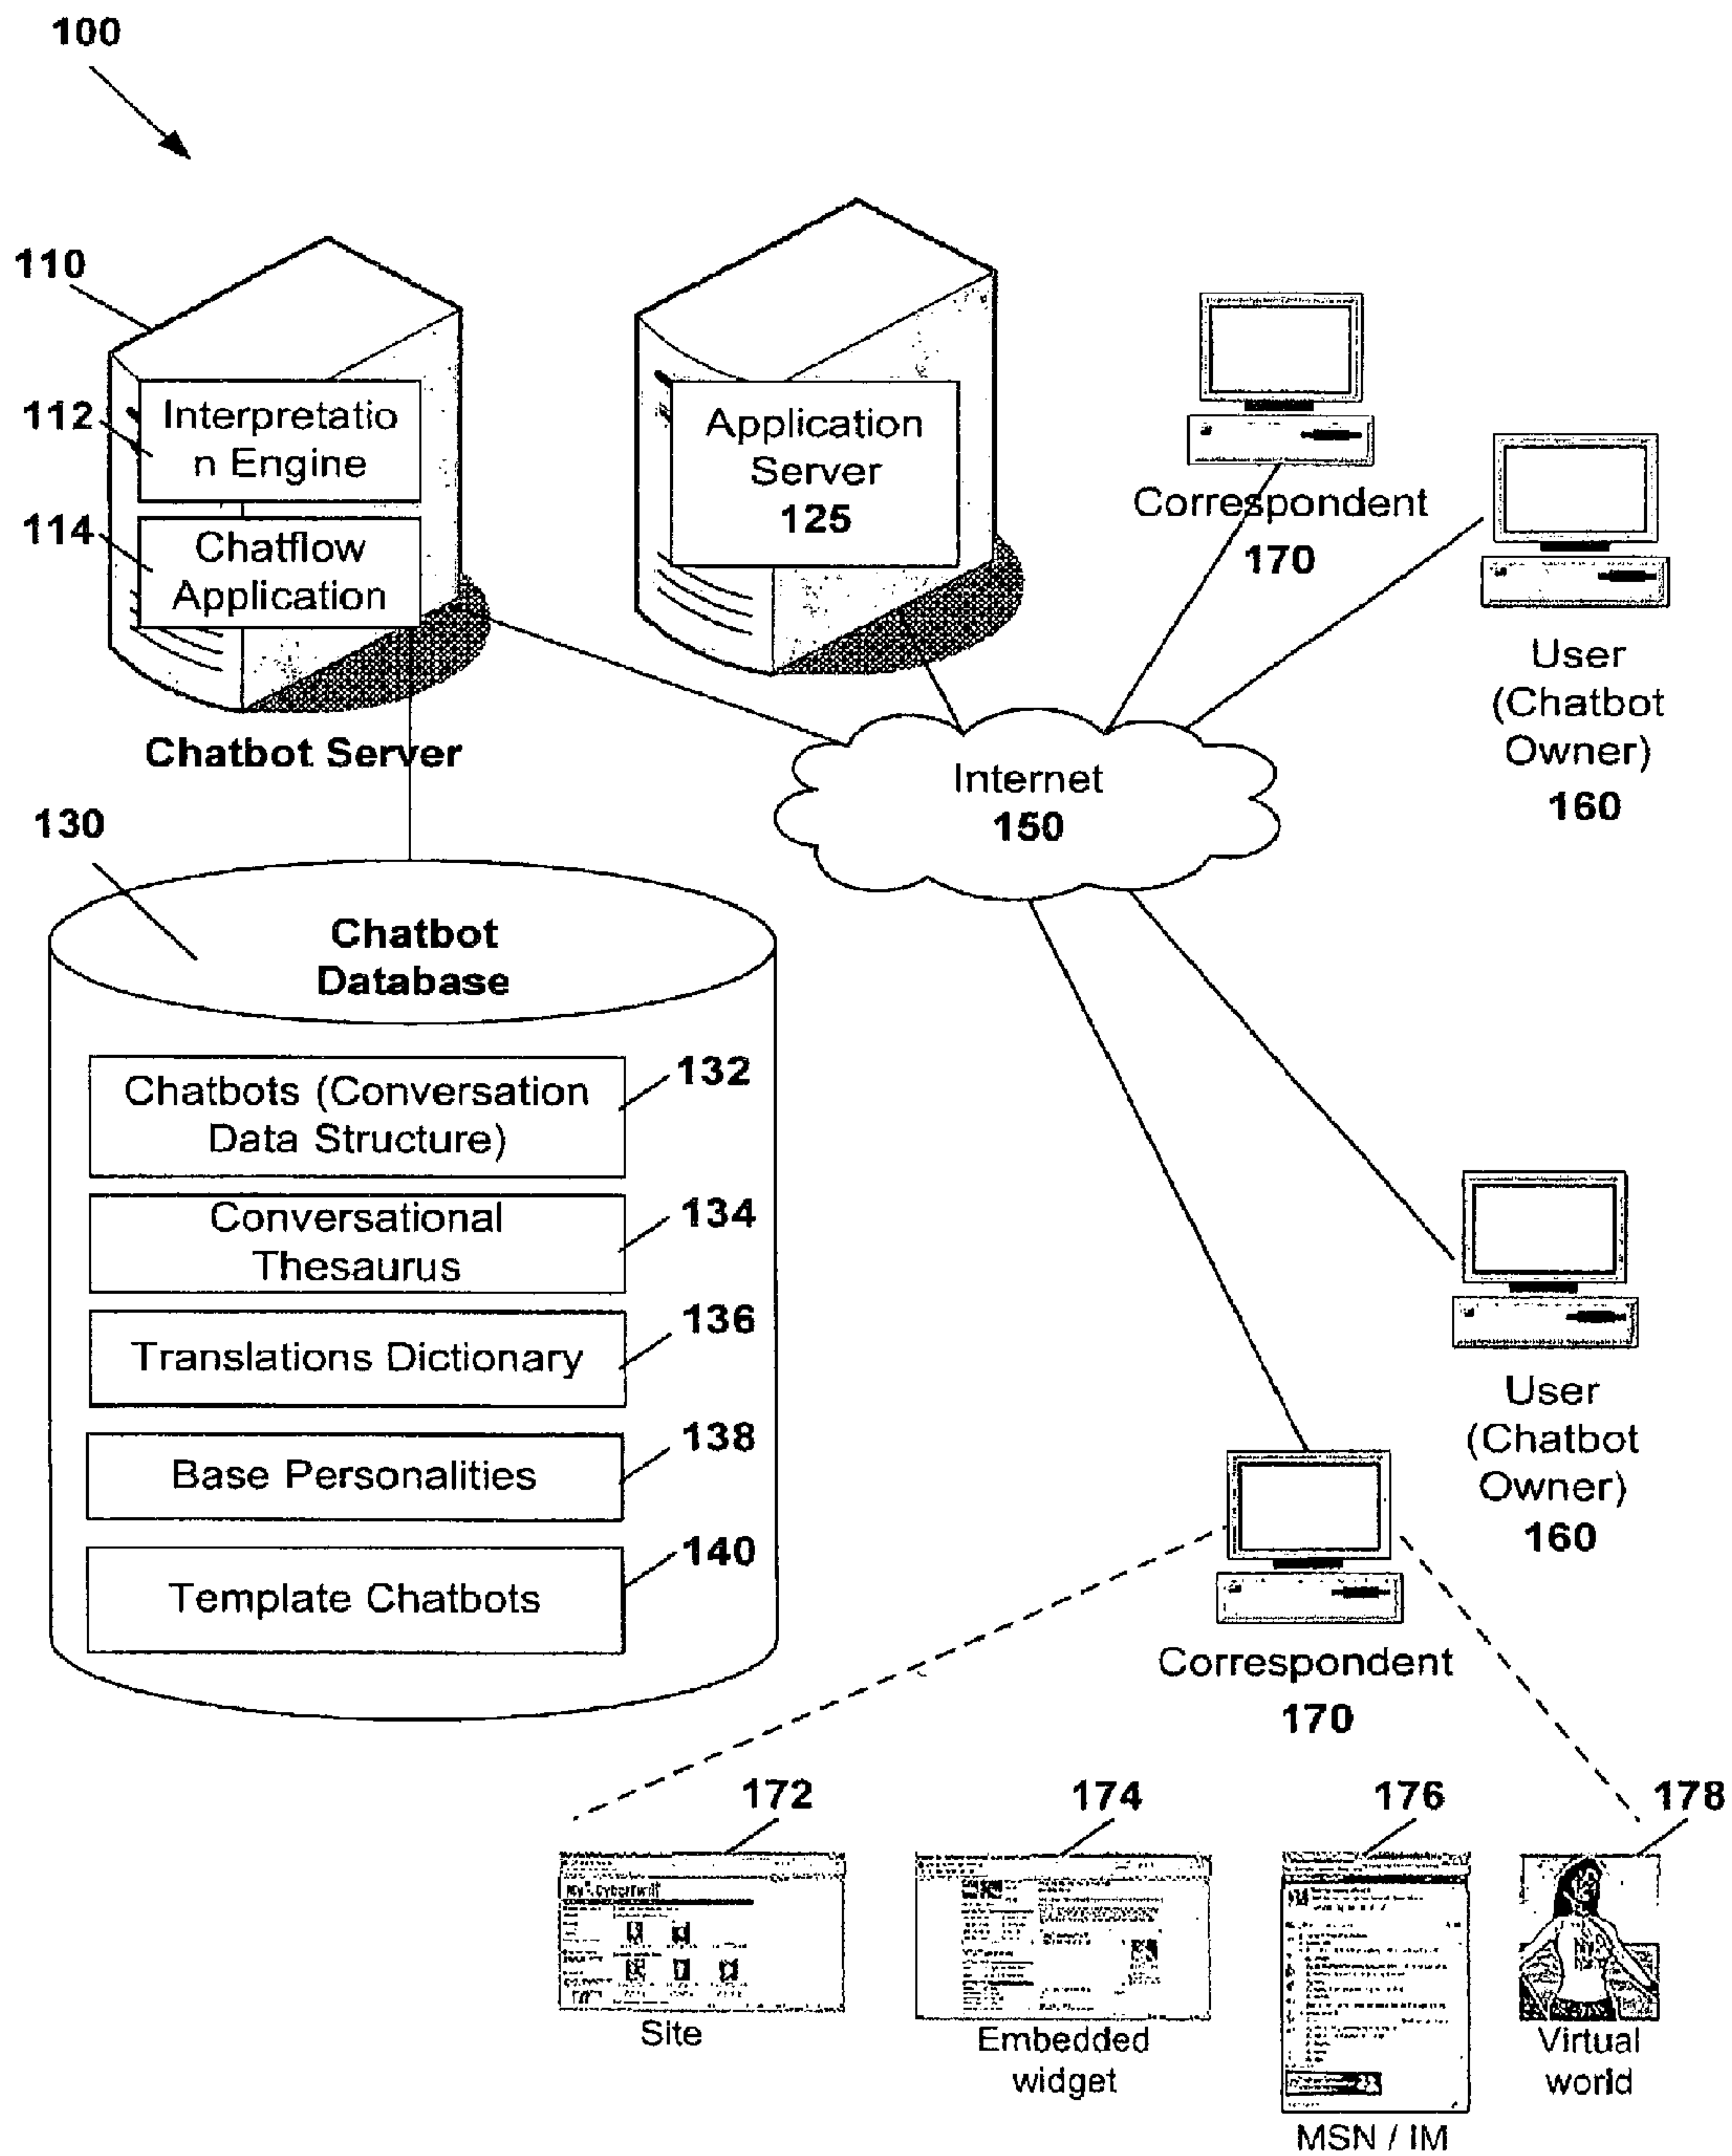 100
110
112
Interpretatio
n Engine
114
Chatflow
Application
Chatbot Server
Application
Server
125
Correspondent
170
User
(Chatbot
Owner)
160
Internet
150
130
Chatbot
Database
Chatbots (Conversation
Data Structure)
132
Conversational
Thesaurus
134
Translations Dictionary
136
Base Personalities
138
Template Chatbots
140
User
(Chatbot
Owner)
160
Correspondent
170
172
174
176
178
Site
Embedded
widget
MSN / IM
Virtual
world